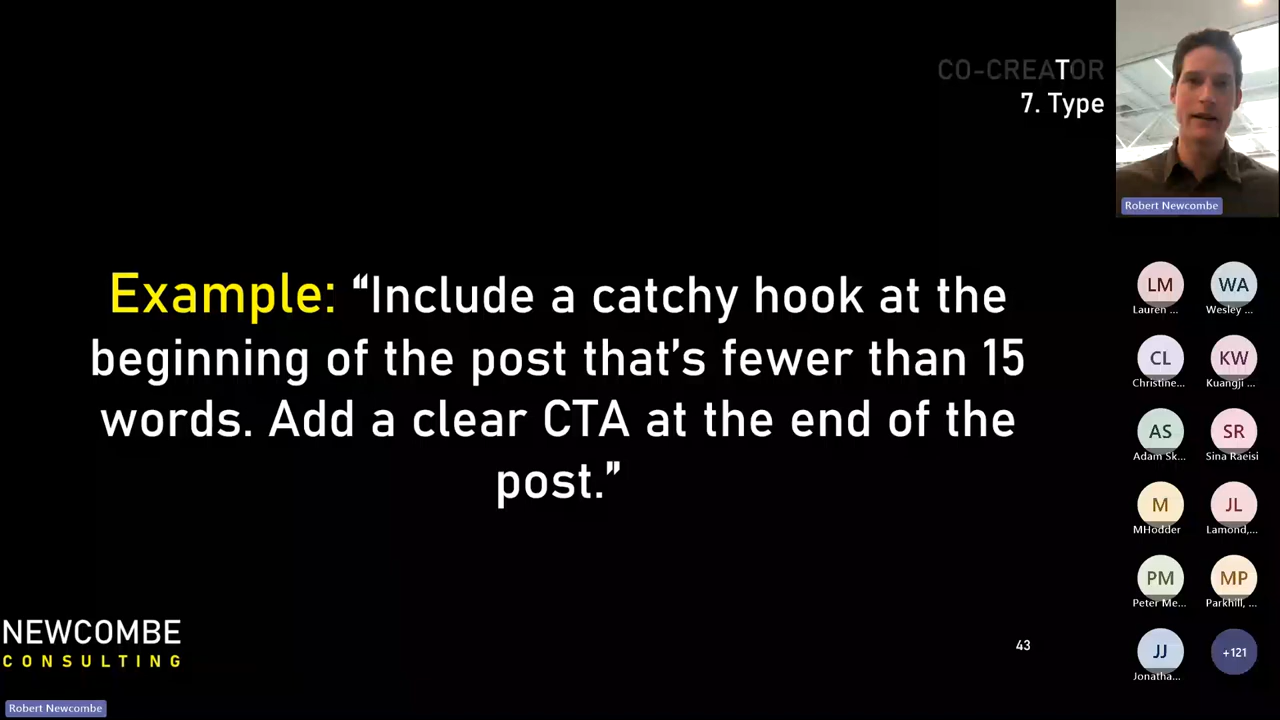 CO-CREATOR
7. Type
Example: “Include a catchy hook at the
beginning of the post that’s fewer than 15
words. Add a clear CTA at the end of the
post.”
NEWCOMBE
CONSULTING
43
Robert Newcombe
Robert Newcombe
LM
WA
Lauren ...
Wesley ...
CL
KW
Christine...
Kuangji ...
AS
SR
Adam Sk...
Sina Raeisi
M
JL
MHodder
Lamond,...
PM
MP
Peter Me...
Parkhill, ...
JJ
+121
Jonatha...